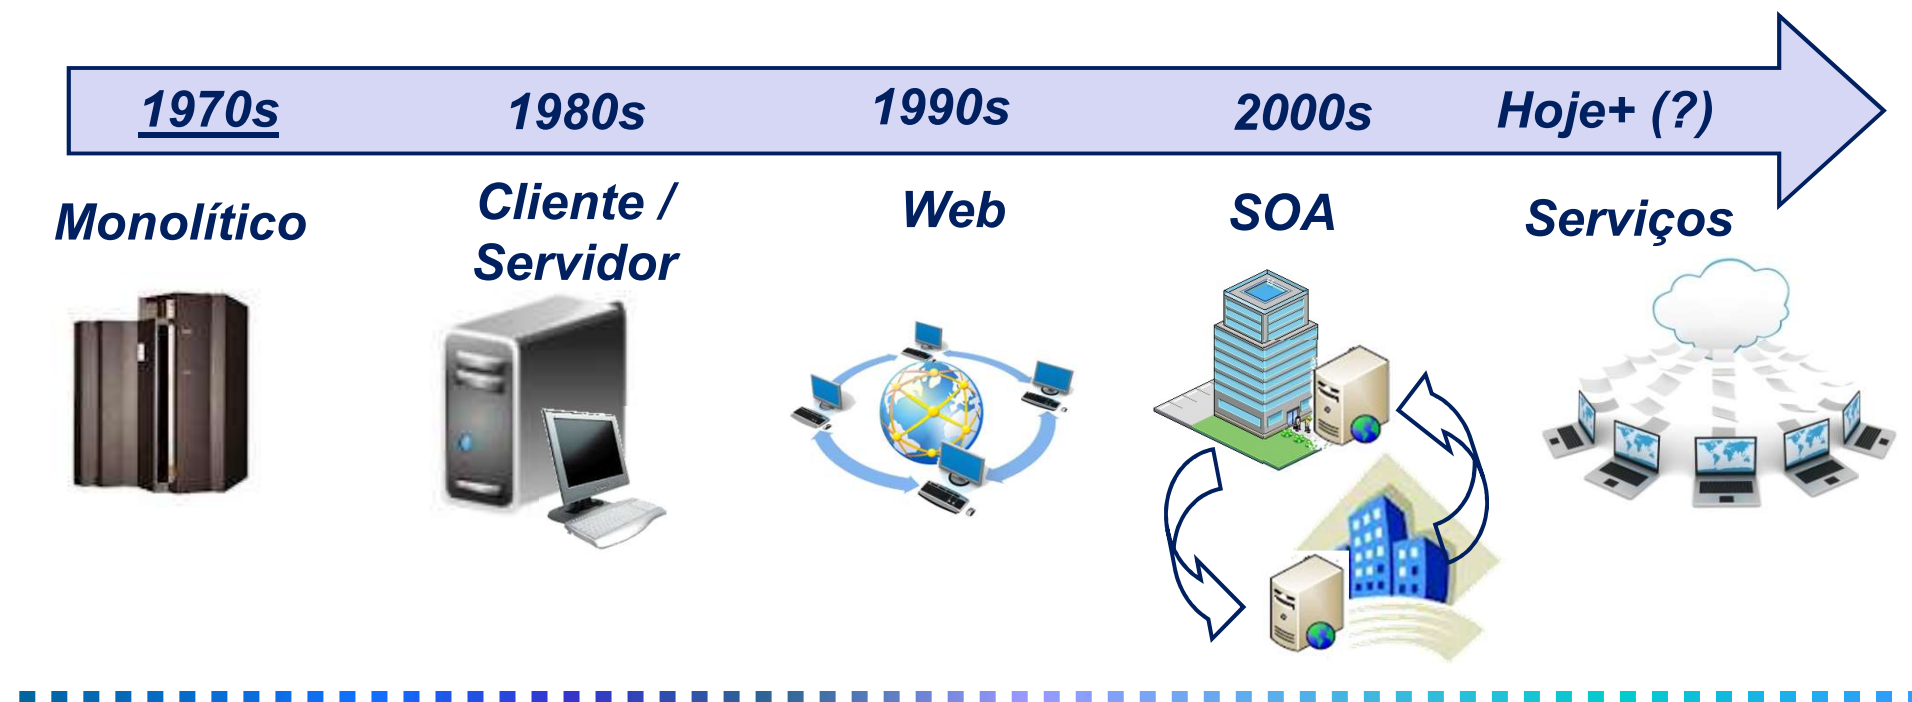 1970s
1980s
1990s
2000s
Hoje+ (?)
Monolítico
Cliente /
Servidor
Web
SOA
Serviços